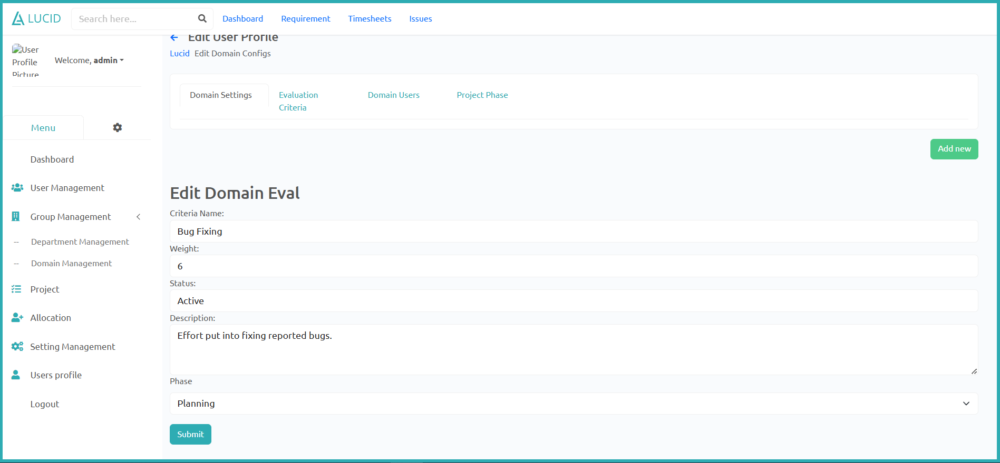 LUCID
Search here...
Dashboard
Requirement
Timesheets
Issues
User
Profile
Picture
Welcome, admin
Menu
Dashboard
User Management
Group Management
-- Department Management
-- Domain Management
Project
Allocation
Setting Management
Users profile
Logout
Edit User Profile
Lucid Edit Domain Configs
Domain Settings
Evaluation
Criteria
Domain Users
Project Phase
Add new
Edit Domain Eval
Criteria Name:
Bug Fixing
Weight:
6
Status:
Active
Description:
Effort put into fixing reported bugs.
Phase
Planning
Submit